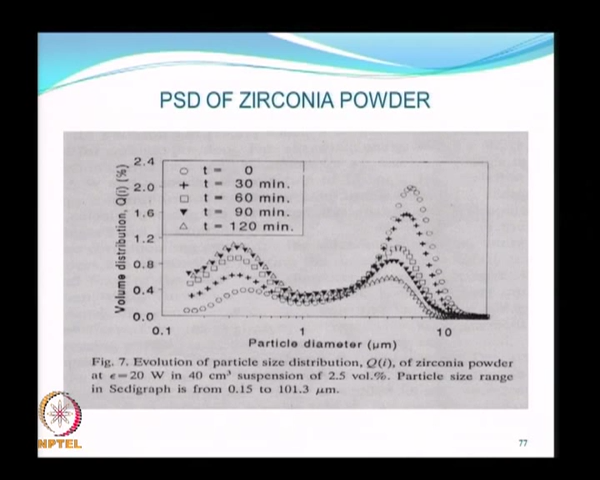 PSD OF ZIRCONIA POWDER
Volume distribution, Q(i) (%)
2.4
2.0
1.6
1.2
0.8
0.4
0.0
t = 0
t = 30 min.
t = 60 min.
t = 90 min.
t = 120 min.
0.1 1 10
Particle diameter (μm)
Fig. 7. Evolution of particle size distribution, Q(i), of zirconia powder
at ϵ=20 W in 40 cm³ suspension of 2.5 vol.%. Particle size range
in Sedigraph is from 0.15 to 101.3 μm.
NPTEL
77